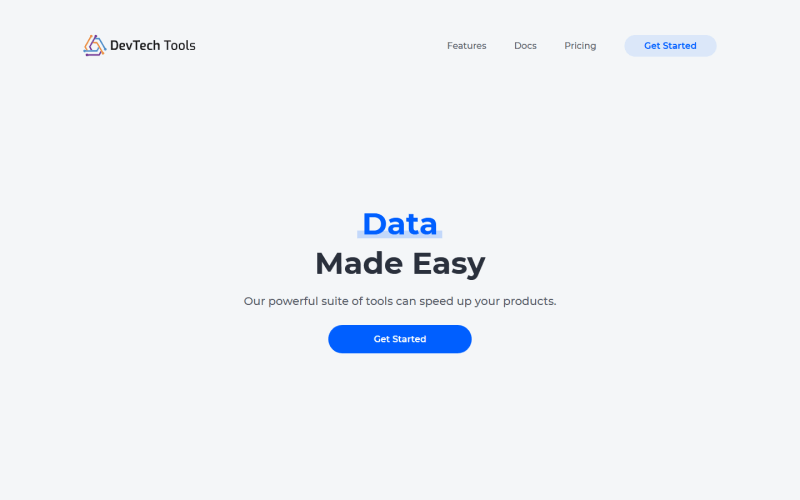 DevTech Tools
Features Docs Pricing Get Started
Data
Made Easy
Our powerful suite of tools can speed up your products.
Get Started